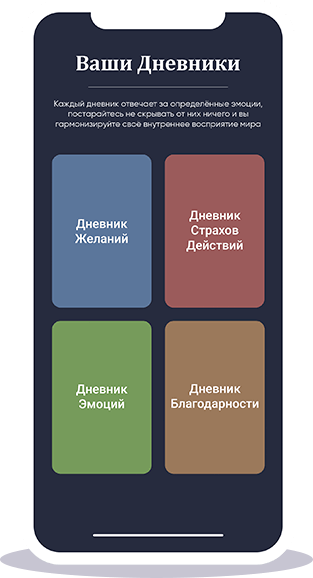 Ваши Дневники
Каждый дневник отвечает за определённые эмоции,
постарайтесь не скрывать от них ничего и вы
гармонизируйте своё внутреннее восприятие мира
Дневник
Желаний
Дневник
Страхов
Действий
Дневник
Эмоций
Дневник
Благодарности